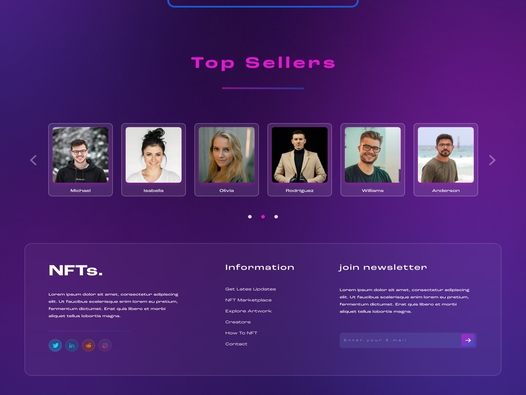 Top Sellers
Michael
Isabella
Olivia
Rodriguez
Williams
Anderson
NFTs.
Lorem ipsum dolor sit amet, consectetur adipiscing
elit. Ut faucibus scelerisque enim lorem eu pretium,
fermentum dictumst. Erat quis libero et morbi
aliquet tellus lobortis magna.
Information
Get Lates Updates
NFT Marketplace
Explore Artwork
Creators
How To NFT
Contact
join newsletter
Lorem ipsum dolor sit amet, consectetur adipiscing
elit. Ut faucibus scelerisque enim lorem eu pretium,
fermentum dictumst. Erat quis libero et morbi
aliquet tellus lobortis magna.
Enter your E mail